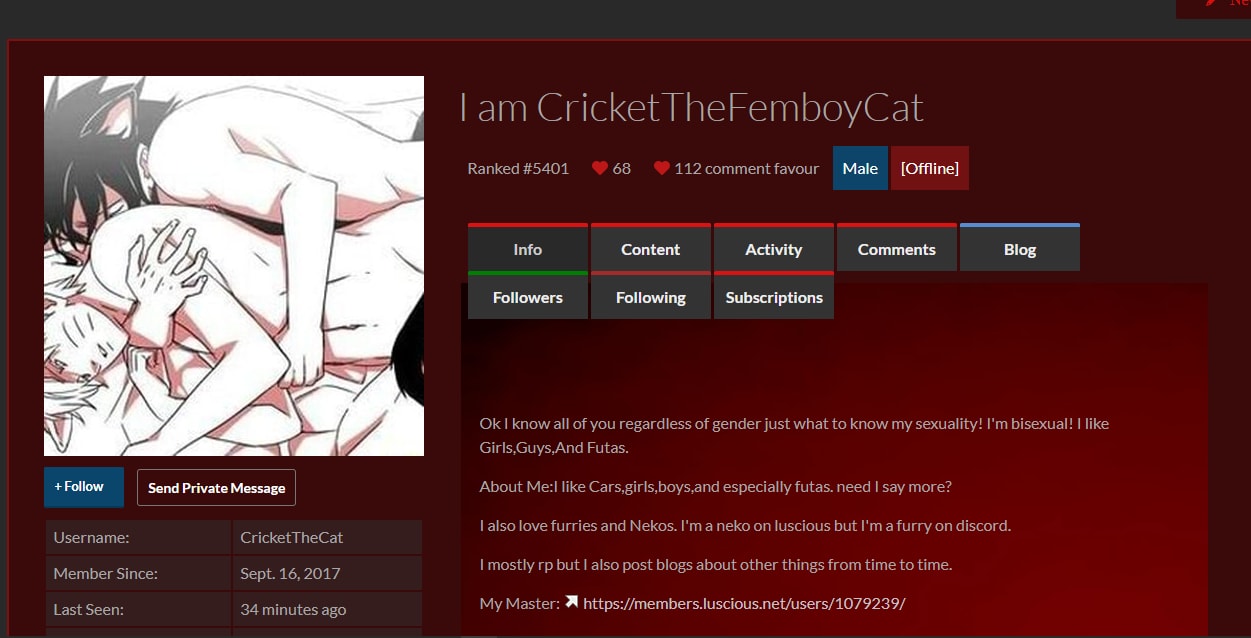 I am CricketTheFemboyCat
Ranked #5401 68 112 comment favour Male [Offline]
Info Content Activity Comments Blog
Followers Following Subscriptions
Ok I know all of you regardless of gender just what to know my sexuality! I'm bisexual! I like
Girls,Guys,And Futas.
About Me:I like Cars,girls,boys,and especially futas. need I say more?
I also love furries and Nekos. I'm a neko on luscious but I'm a furry on discord.
I mostly rp but I also post blogs about other things from time to time.
My Master: https://members.luscious.net/users/1079239/
+ Follow Send Private Message
Username: CricketTheCat
Member Since: Sept. 16, 2017
Last Seen: 34 minutes ago